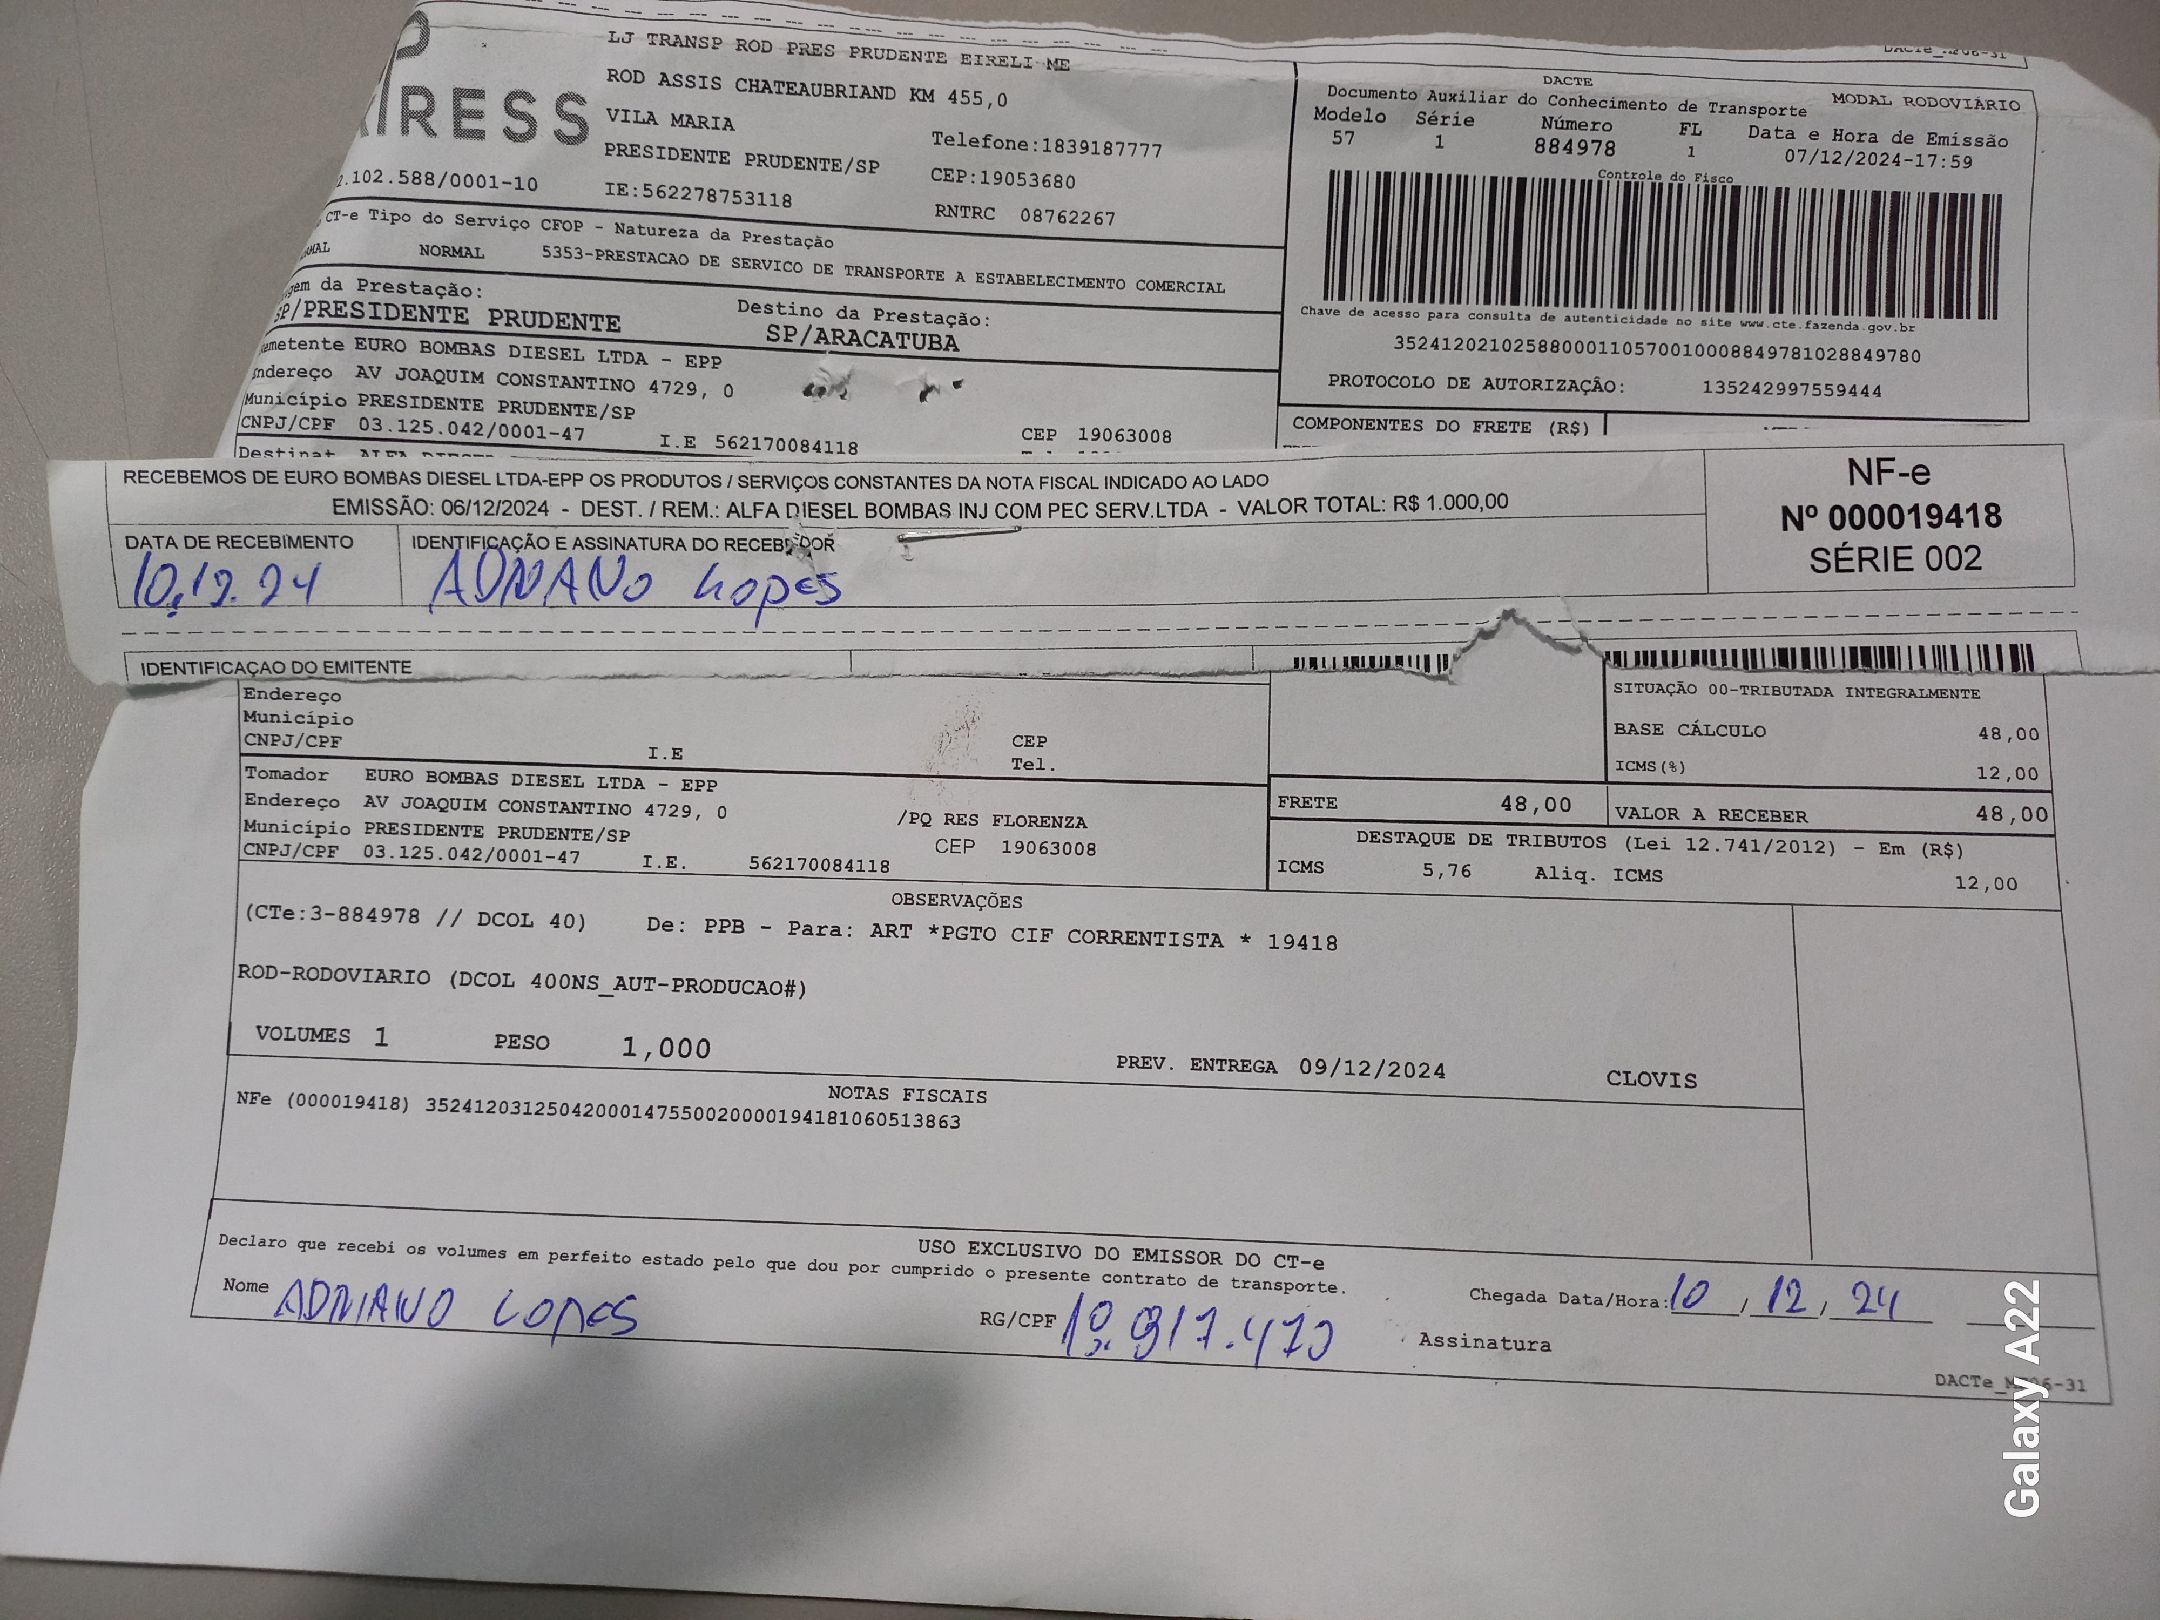 LJ TRANSP ROD PRES PRUDENTE EIRELI-ME
ROD ASSIS CHATEAUBRIAND KM 455,0
VILA MARIA
Telefone:1839187777
PRESIDENTE PRUDENTE/SP
CEP:19053680
.102.588/0001-10
IE:562278753118
RNTRC 08762267
DACTE
Documento Auxiliar do Conhecimento de Transporte
MODAL RODOVIÁRIO
Modelo Série Número FL Data e Hora de Emissão
57 1 884978 1 07/12/2024-17:59
Controle do Fisco
CT-e Tipo do Serviço CFOP - Natureza da Prestação
NORMAL 5353-PRESTACAO DE SERVICO DE TRANSPORTE A ESTABELECIMENTO COMERCIAL
gem da Prestação: Destino da Prestação:
SP/PRESIDENTE PRUDENTE SP/ARACATUBA
Chave de acesso para consulta de autenticidade no site www.cte.fazenda.gov.br
35241202102588000110570010008849781028849780
PROTOCOLO DE AUTORIZAÇÃO: 135242997559444
emetente EURO BOMBAS DIESEL LTDA - EPP
ndereço AV JOAQUIM CONSTANTINO 4729, 0
Município PRESIDENTE PRUDENTE/SP
CNPJ/CPF 03.125.042/0001-47 I.E 562170084118 CEP 19063008
COMPONENTES DO FRETE (R$)
RECEBEMOS DE EURO BOMBAS DIESEL LTDA-EPP OS PRODUTOS / SERVIÇOS CONSTANTES DA NOTA FISCAL INDICADO AO LADO
EMISSÃO: 06/12/2024 - DEST. / REM.: ALFA DIESEL BOMBAS INJ COM PEC SERV.LTDA - VALOR TOTAL: R$ 1.000,00
NF-e
Nº 000019418
SÉRIE 002
DATA DE RECEBIMENTO IDENTIFICAÇÃO E ASSINATURA DO RECEBEDOR
10.12.24 ADRIANO Lopes
IDENTIFICAÇAO DO EMITENTE
Endereço
Município
CNPJ/CPF I.E CEP
Tel.
SITUAÇÃO 00-TRIBUTADA INTEGRALMENTE
BASE CÁLCULO 48,00
ICMS(%) 12,00
Tomador EURO BOMBAS DIESEL LTDA - EPP
Endereço AV JOAQUIM CONSTANTINO 4729, 0 /PQ RES FLORENZA
Município PRESIDENTE PRUDENTE/SP CEP 19063008
CNPJ/CPF 03.125.042/0001-47 I.E. 562170084118
FRETE 48,00 VALOR A RECEBER 48,00
DESTAQUE DE TRIBUTOS (Lei 12.741/2012) - Em (R$)
ICMS 5,76 Aliq. ICMS 12,00
OBSERVAÇÕES
(CTe:3-884978 // DCOL 40) De: PPB - Para: ART *PGTO CIF CORRENTISTA * 19418
ROD-RODOVIARIO (DCOL 400NS_AUT-PRODUCAO#)
VOLUMES 1 PESO 1,000 PREV. ENTREGA 09/12/2024 CLOVIS
NOTAS FISCAIS
NFe (000019418) 35241203125042000147550020000194181060513863
USO EXCLUSIVO DO EMISSOR DO CT-e
Declaro que recebi os volumes em perfeito estado pelo que dou por cumprido o presente contrato de transporte.
Nome ADRIANO LOPES RG/CPF Chegada Data/Hora: 10, 12, 24
Assinatura
Galaxy A22